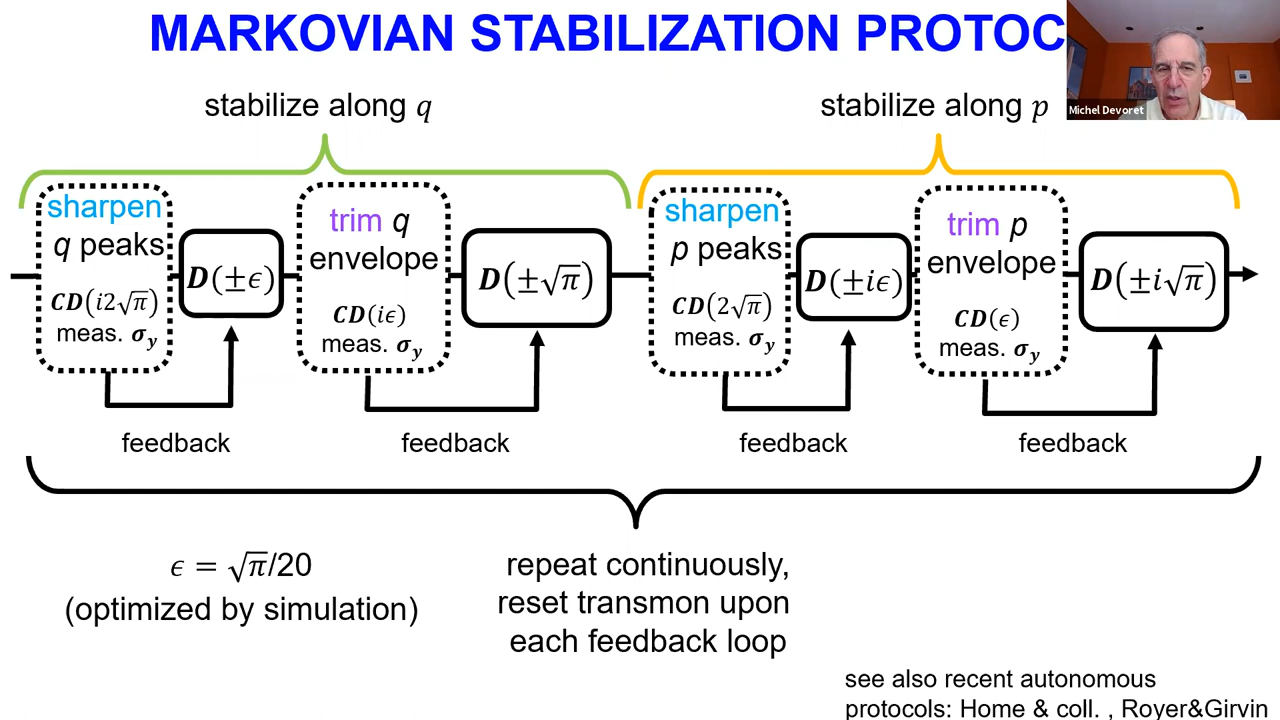 MARKOVIAN STABILIZATION PROTOC
Michel Devoret
stabilize along q
stabilize along p
sharpen
q peaks
CD(i2√π)
meas. σy
D(±ϵ)
trim q
envelope
CD(iϵ)
meas. σy
D(±√π)
sharpen
p peaks
CD(2√π)
meas. σy
D(±iϵ)
trim p
envelope
CD(ϵ)
meas. σy
D(±i√π)
feedback
feedback
feedback
feedback
ϵ = √π/20
(optimized by simulation)
repeat continuously,
reset transmon upon
each feedback loop
see also recent autonomous
protocols: Home & coll. , Royer&Girvin